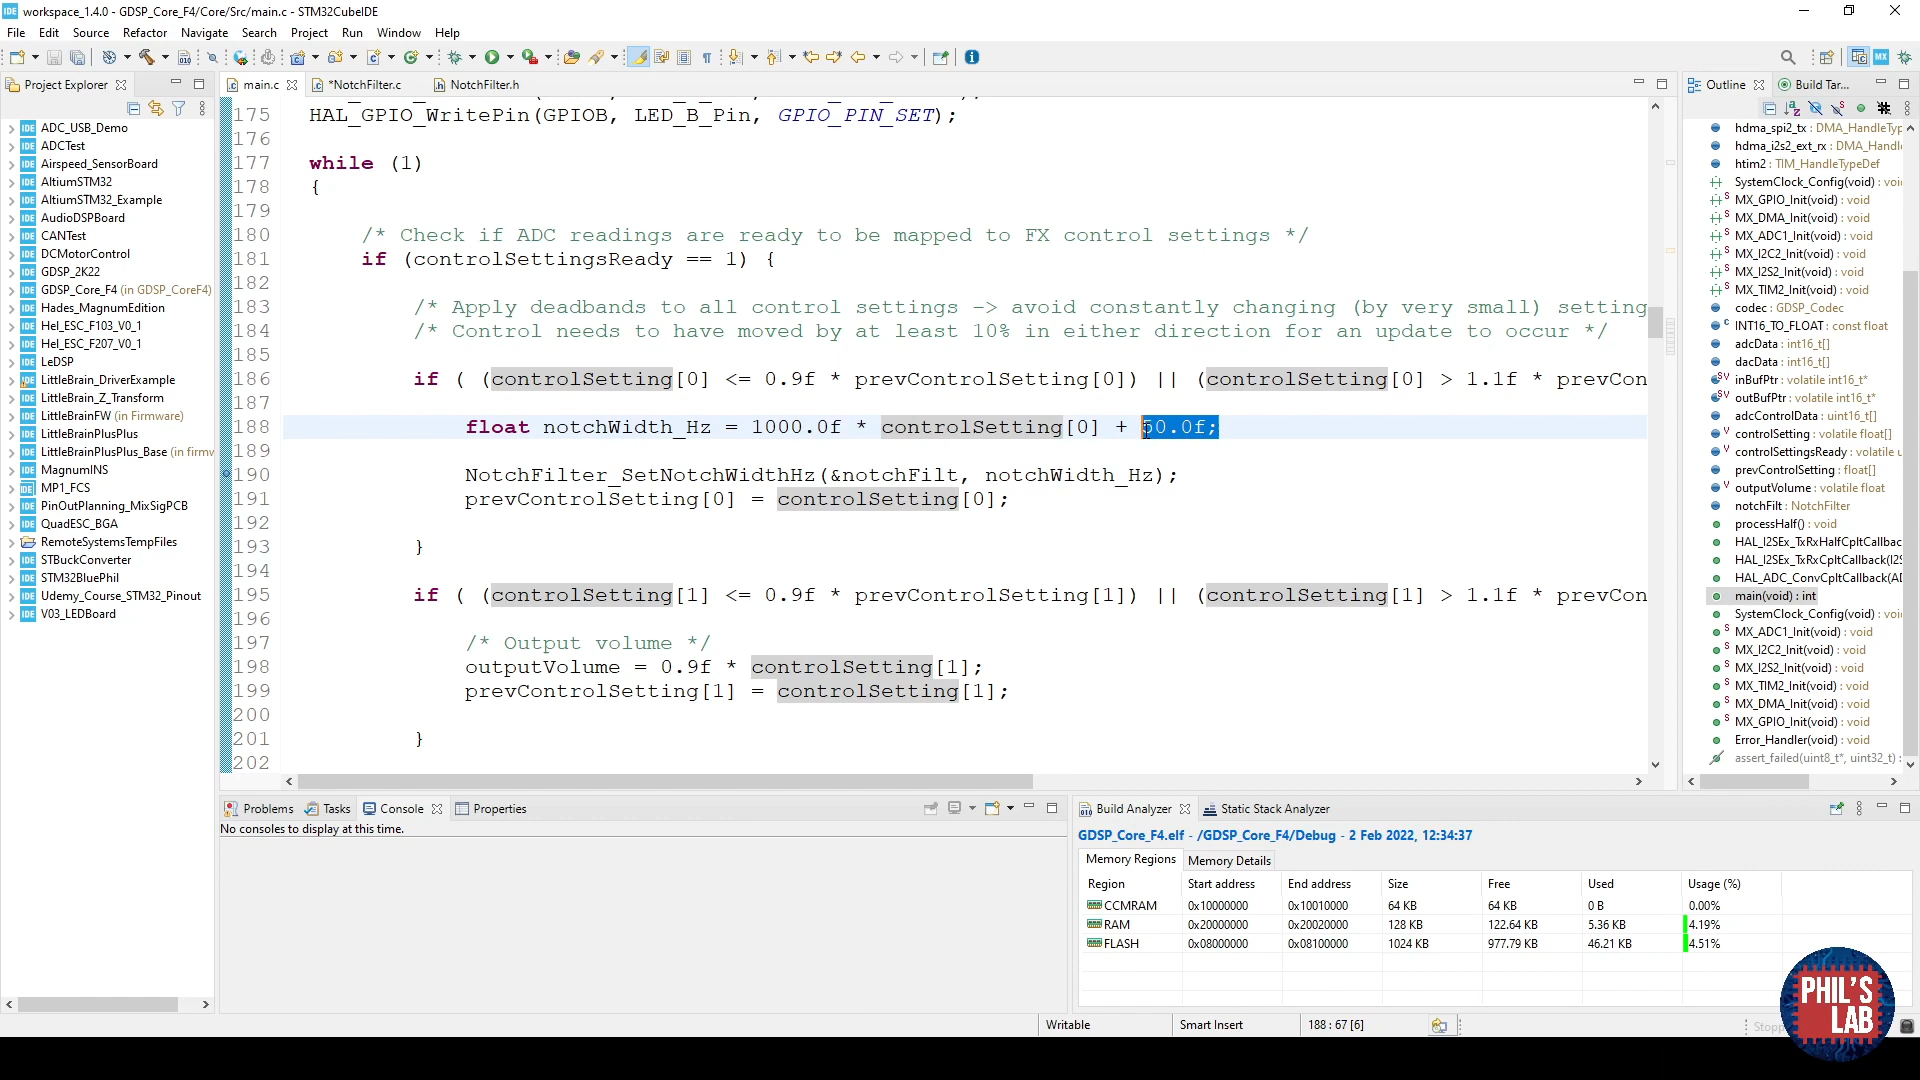 workspace_1.4.0 - GDSP_Core_F4/Core/Src/main.c - STM32CubeIDE
File Edit Source Refactor Navigate Search Project Run Window Help
Project Explorer
ADC_USB_Demo
ADCTest
Airspeed_SensorBoard
AltiumSTM32
AltiumSTM32_Example
AudioDSPBoard
CANTest
DCMotorControl
GDSP_2K22
GDSP_Core_F4 (in GDSP_CoreF4)
Hades_MagnumEdition
Hel_ESC_F103_V0_1
Hel_ESC_F207_V0_1
LeDSP
LittleBrain_DriverExample
LittleBrain_Z_Transform
LittleBrainFW (in Firmware)
LittleBrainPlusPlus
LittleBrainPlusPlus_Base (in firmw
MagnumINS
MP1_FCS
PinOutPlanning_MixSigPCB
QuadESC_BGA
RemoteSystemsTempFiles
STBuckConverter
STM32BluePhil
Udemy_Course_STM32_Pinout
V03_LEDBoard
main.c *NotchFilter.c NotchFilter.h
175 HAL_GPIO_WritePin(GPIOB, LED_B_Pin, GPIO_PIN_SET);
176
177 while (1)
178 {
179
180 /* Check if ADC readings are ready to be mapped to FX control settings */
181 if (controlSettingsReady == 1) {
182
183 /* Apply deadbands to all control settings -> avoid constantly changing (by very small) setting
184 /* Control needs to have moved by at least 10% in either direction for an update to occur */
185
186 if ( (controlSetting[0] <= 0.9f * prevControlSetting[0]) || (controlSetting[0] > 1.1f * prevCon
187
188 float notchWidth_Hz = 1000.0f * controlSetting[0] + 50.0f;
189
190 NotchFilter_SetNotchWidthHz(&notchFilt, notchWidth_Hz);
191 prevControlSetting[0] = controlSetting[0];
192
193 }
194
195 if ( (controlSetting[1] <= 0.9f * prevControlSetting[1]) || (controlSetting[1] > 1.1f * prevCon
196
197 /* Output volume */
198 outputVolume = 0.9f * controlSetting[1];
199 prevControlSetting[1] = controlSetting[1];
200
201 }
202
Outline Build Tar...
hdma_spi2_tx : DMA_HandleTyp
hdma_i2s2_ext_rx : DMA_Handl
htim2 : TIM_HandleTypeDef
SystemClock_Config(void) : voi
MX_GPIO_Init(void) : void
MX_DMA_Init(void) : void
MX_ADC1_Init(void) : void
MX_I2C2_Init(void) : void
MX_I2S2_Init(void) : void
MX_TIM2_Init(void) : void
codec : GDSP_Codec
INT16_TO_FLOAT : const float
adcData : int16_t[]
dacData : int16_t[]
inBufPtr : volatile int16_t*
outBufPtr : volatile int16_t*
adcControlData : uint16_t[]
controlSetting : volatile float[]
controlSettingsReady : volatile u
prevControlSetting : float[]
outputVolume : volatile float
notchFilt : NotchFilter
processHalf() : void
HAL_I2SEx_TxRxHalfCpltCallbac
HAL_I2SEx_TxRxCpltCallback(I2S
HAL_ADC_ConvCpltCallback(AI
main(void) : int
SystemClock_Config(void) : voi
MX_ADC1_Init(void) : void
MX_I2C2_Init(void) : void
MX_I2S2_Init(void) : void
MX_TIM2_Init(void) : void
MX_DMA_Init(void) : void
MX_GPIO_Init(void) : void
Error_Handler(void) : void
assert_failed(uint8_t*, uint32_t) :
Problems Tasks Console Properties
No consoles to display at this time.
Build Analyzer Static Stack Analyzer
GDSP_Core_F4.elf - /GDSP_Core_F4/Debug - 2 Feb 2022, 12:34:37
Memory Regions Memory Details
Region Start address End address Size Free Used Usage (%)
CCMRAM 0x10000000 0x10010000 64 KB 64 KB 0 B 0.00%
RAM 0x20000000 0x20020000 128 KB 122.64 KB 5.36 KB 4.19%
FLASH 0x08000000 0x08100000 1024 KB 977.79 KB 46.21 KB 4.51%
Writable Smart Insert 188 : 67 [6]
PHIL'S
LAB